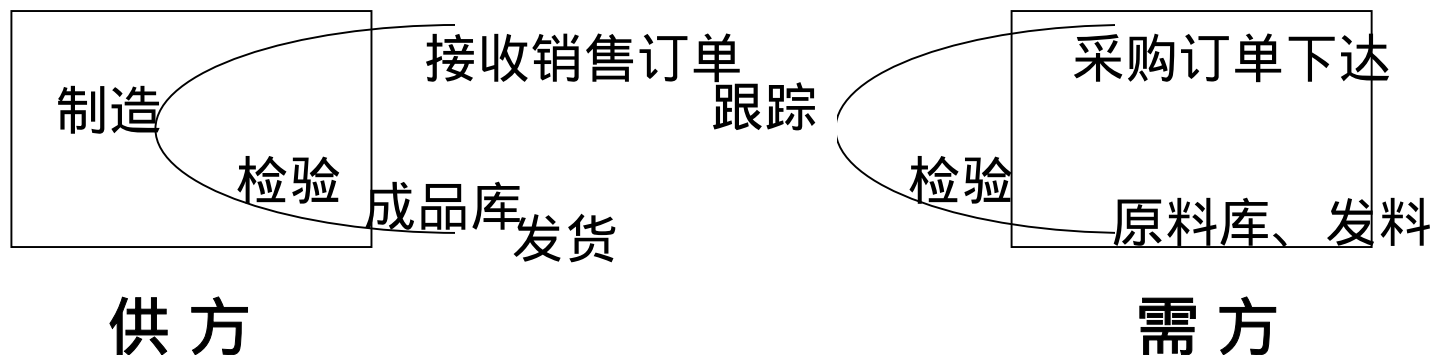 接收销售订单
采购订单下达
制造
跟踪
检验
检验
成品库
原料库、发料
发货
供 方
需 方